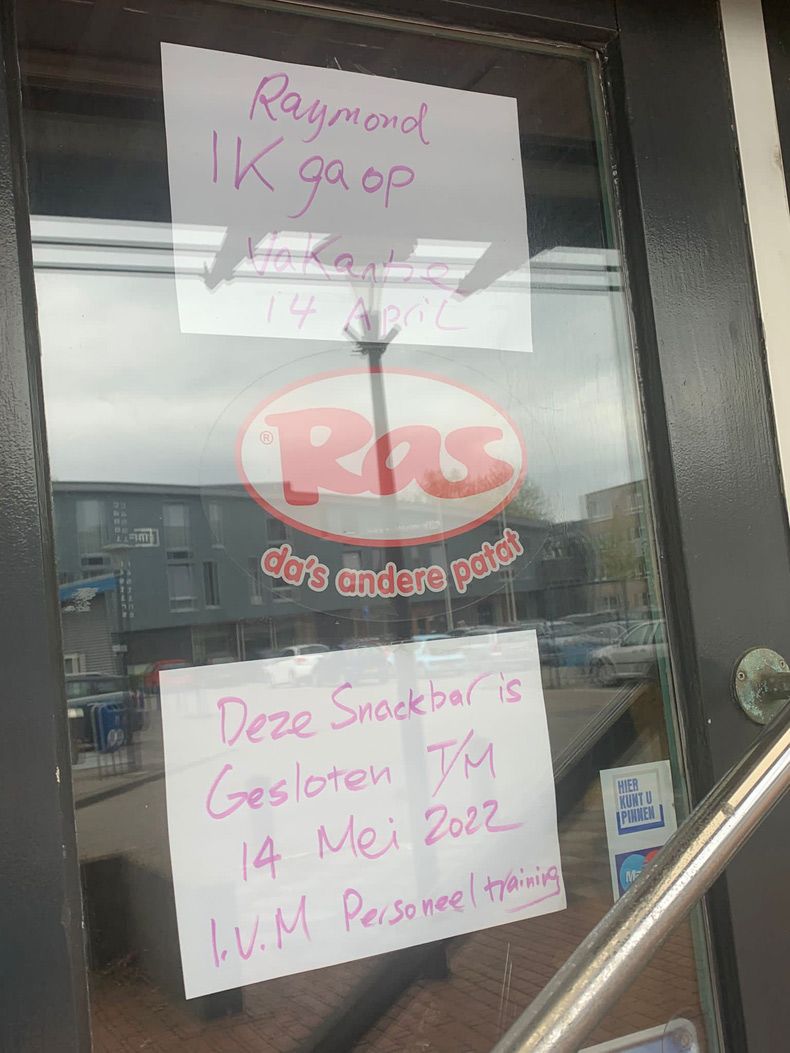 Raymond
IK ga op
Vakantie
14 April
® Ras
da's andere patat
Deze Snackbar is
Gesloten T/M
14 Mei 2022
I.V.M Personeel training
HIER
KUNT U
PINNEN